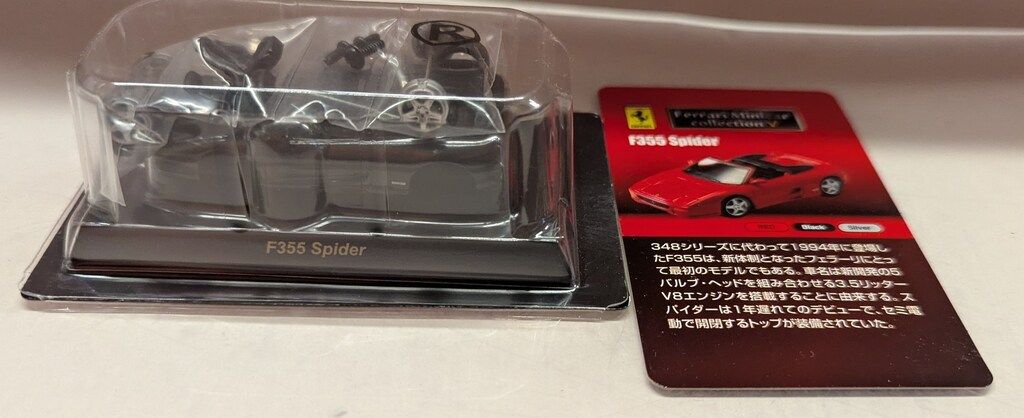 R
F355 Spider
Ferrari
Ferrari Minicar
collection V
F355 Spider
RED Black Silver
348シリーズに代わって1994年に登場し
たF355は、新体制となったフェラーリにとっ
て最初のモデルでもある。車名は新開発の5
バルブ・ヘッドを組み合わせる3.5リッター
V8エンジンを搭載することに由来する。ス
パイダーは1年遅れてのデビューで、セミ電
動で開閉するトップが装備されていた。